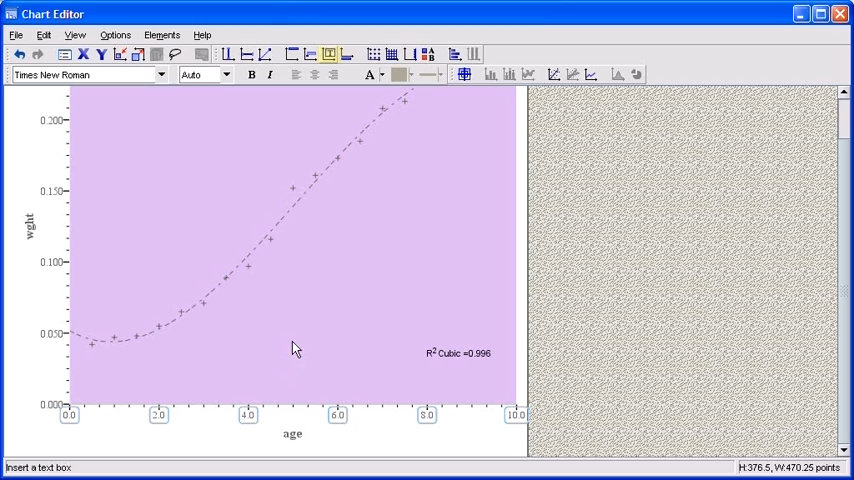 Chart Editor
File Edit View Options Elements Help
X Y
Times New Roman Auto B I A
0.200
0.150
wght
0.100
0.050
R2 Cubic =0.996
0.000
0.0 2.0 4.0 6.0 8.0 10.0
age
Insert a text box H:376.5, W:470.25 points